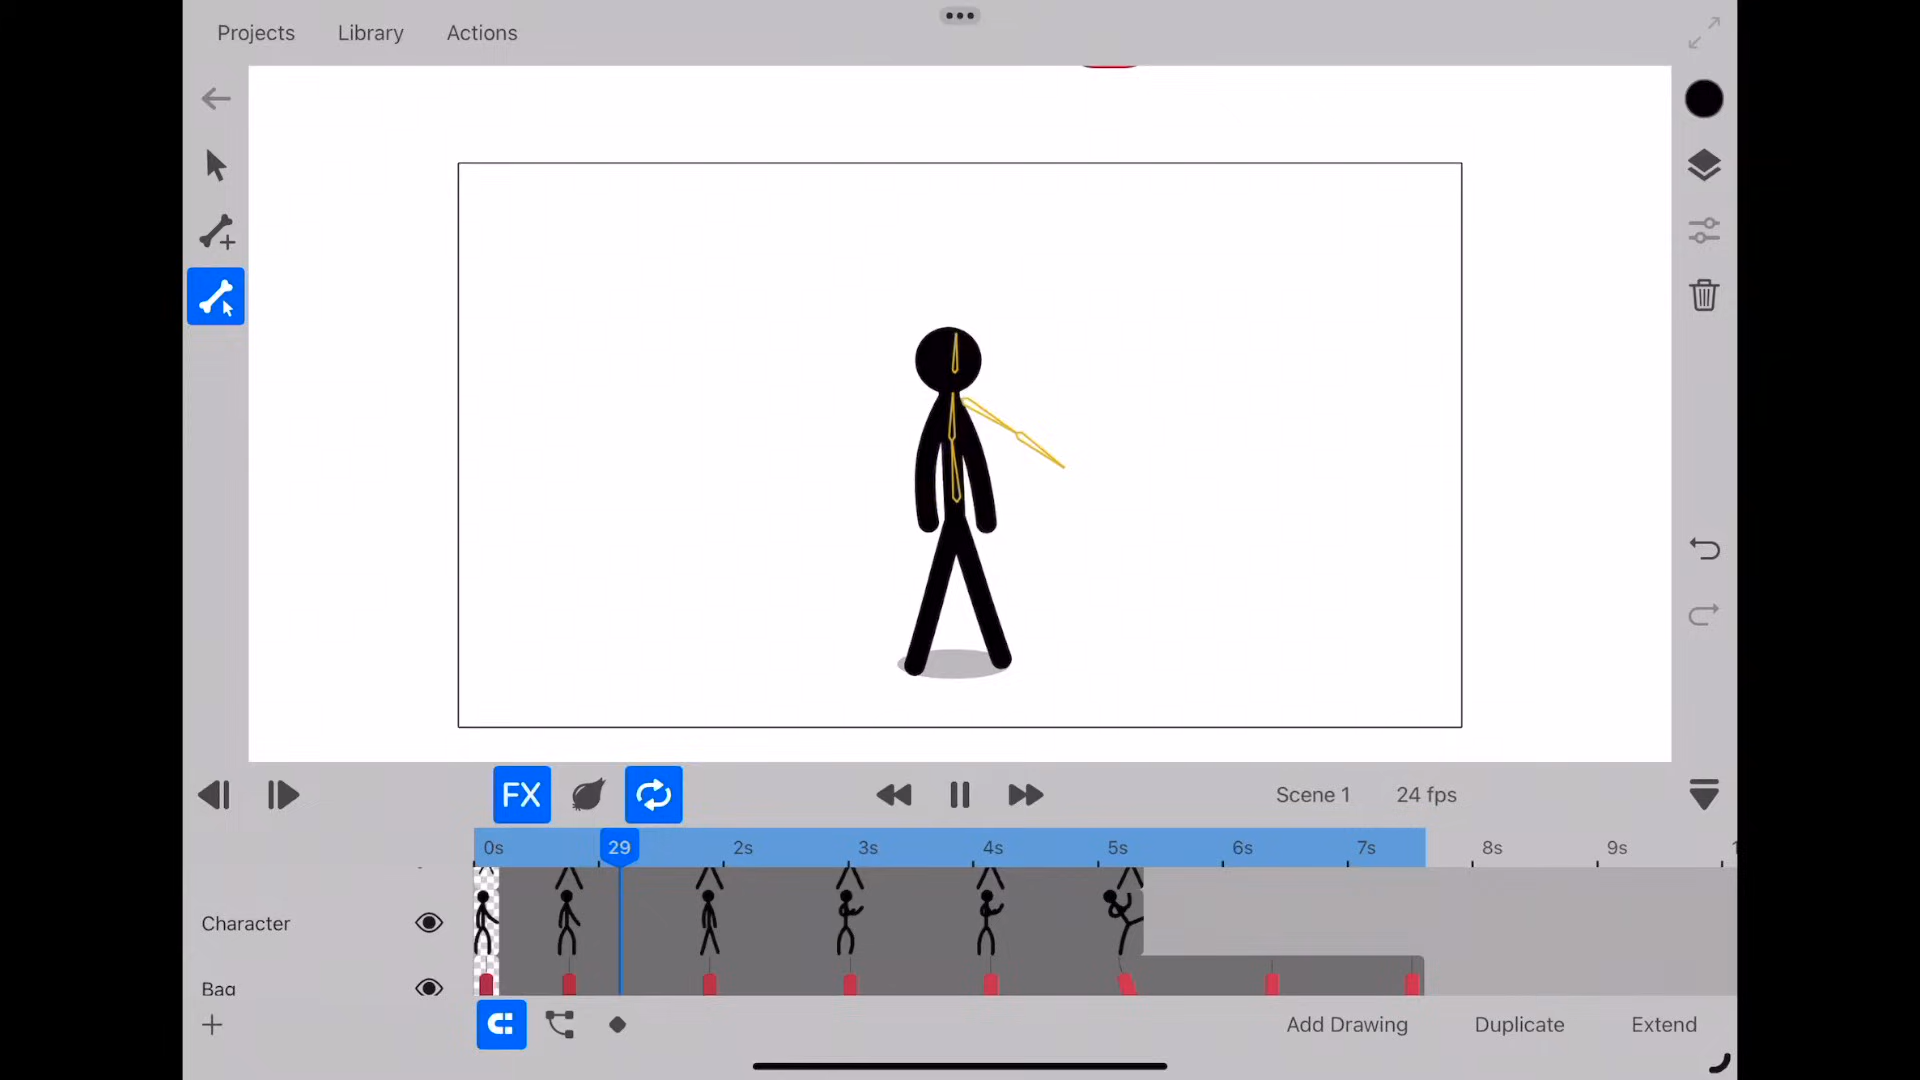 Projects Library Actions
FX
Scene 1 24 fps
0s 29 2s 3s 4s 5s 6s 7s 8s 9s
Character
Bag
Add Drawing Duplicate Extend